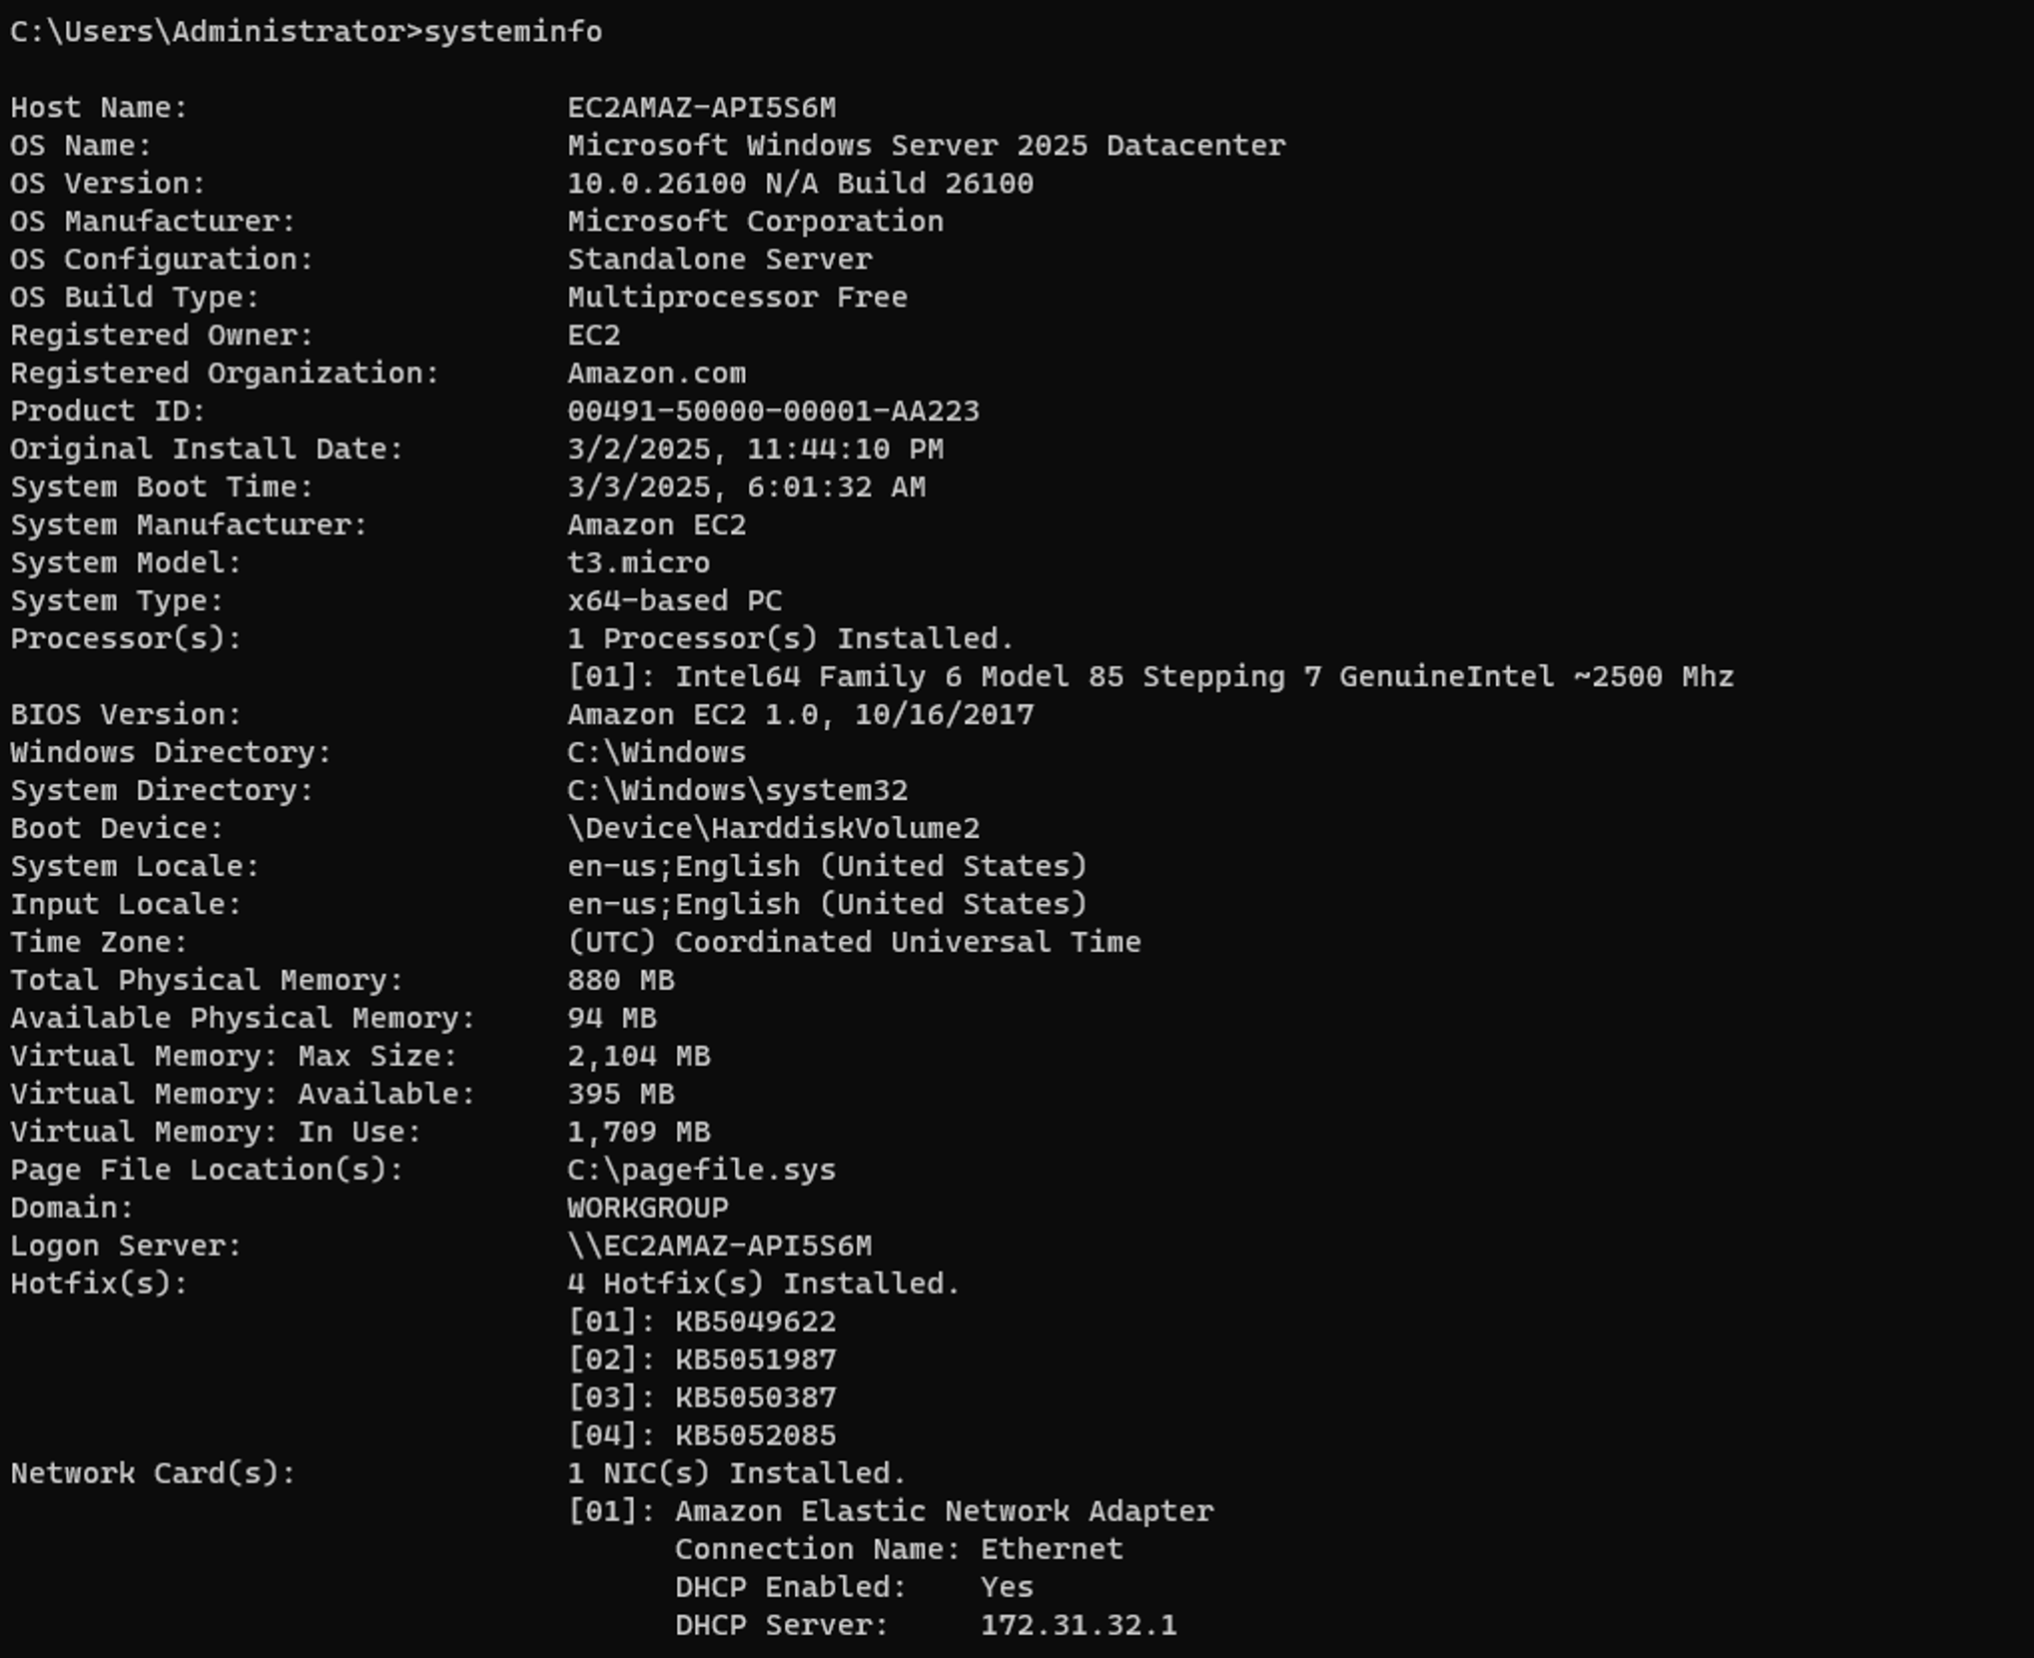 C:\Users\Administrator>systeminfo
Host Name: EC2AMAZ-API5S6M
OS Name: Microsoft Windows Server 2025 Datacenter
OS Version: 10.0.26100 N/A Build 26100
OS Manufacturer: Microsoft Corporation
OS Configuration: Standalone Server
OS Build Type: Multiprocessor Free
Registered Owner: EC2
Registered Organization: Amazon.com
Product ID: 00491-50000-00001-AA223
Original Install Date: 3/2/2025, 11:44:10 PM
System Boot Time: 3/3/2025, 6:01:32 AM
System Manufacturer: Amazon EC2
System Model: t3.micro
System Type: x64-based PC
Processor(s): 1 Processor(s) Installed.
[01]: Intel64 Family 6 Model 85 Stepping 7 GenuineIntel ~2500 Mhz
BIOS Version: Amazon EC2 1.0, 10/16/2017
Windows Directory: C:\Windows
System Directory: C:\Windows\system32
Boot Device: \Device\HarddiskVolume2
System Locale: en-us;English (United States)
Input Locale: en-us;English (United States)
Time Zone: (UTC) Coordinated Universal Time
Total Physical Memory: 880 MB
Available Physical Memory: 94 MB
Virtual Memory: Max Size: 2,104 MB
Virtual Memory: Available: 395 MB
Virtual Memory: In Use: 1,709 MB
Page File Location(s): C:\pagefile.sys
Domain: WORKGROUP
Logon Server: \\EC2AMAZ-API5S6M
Hotfix(s): 4 Hotfix(s) Installed.
[01]: KB5049622
[02]: KB5051987
[03]: KB5050387
[04]: KB5052085
Network Card(s): 1 NIC(s) Installed.
[01]: Amazon Elastic Network Adapter
Connection Name: Ethernet
DHCP Enabled: Yes
DHCP Server: 172.31.32.1